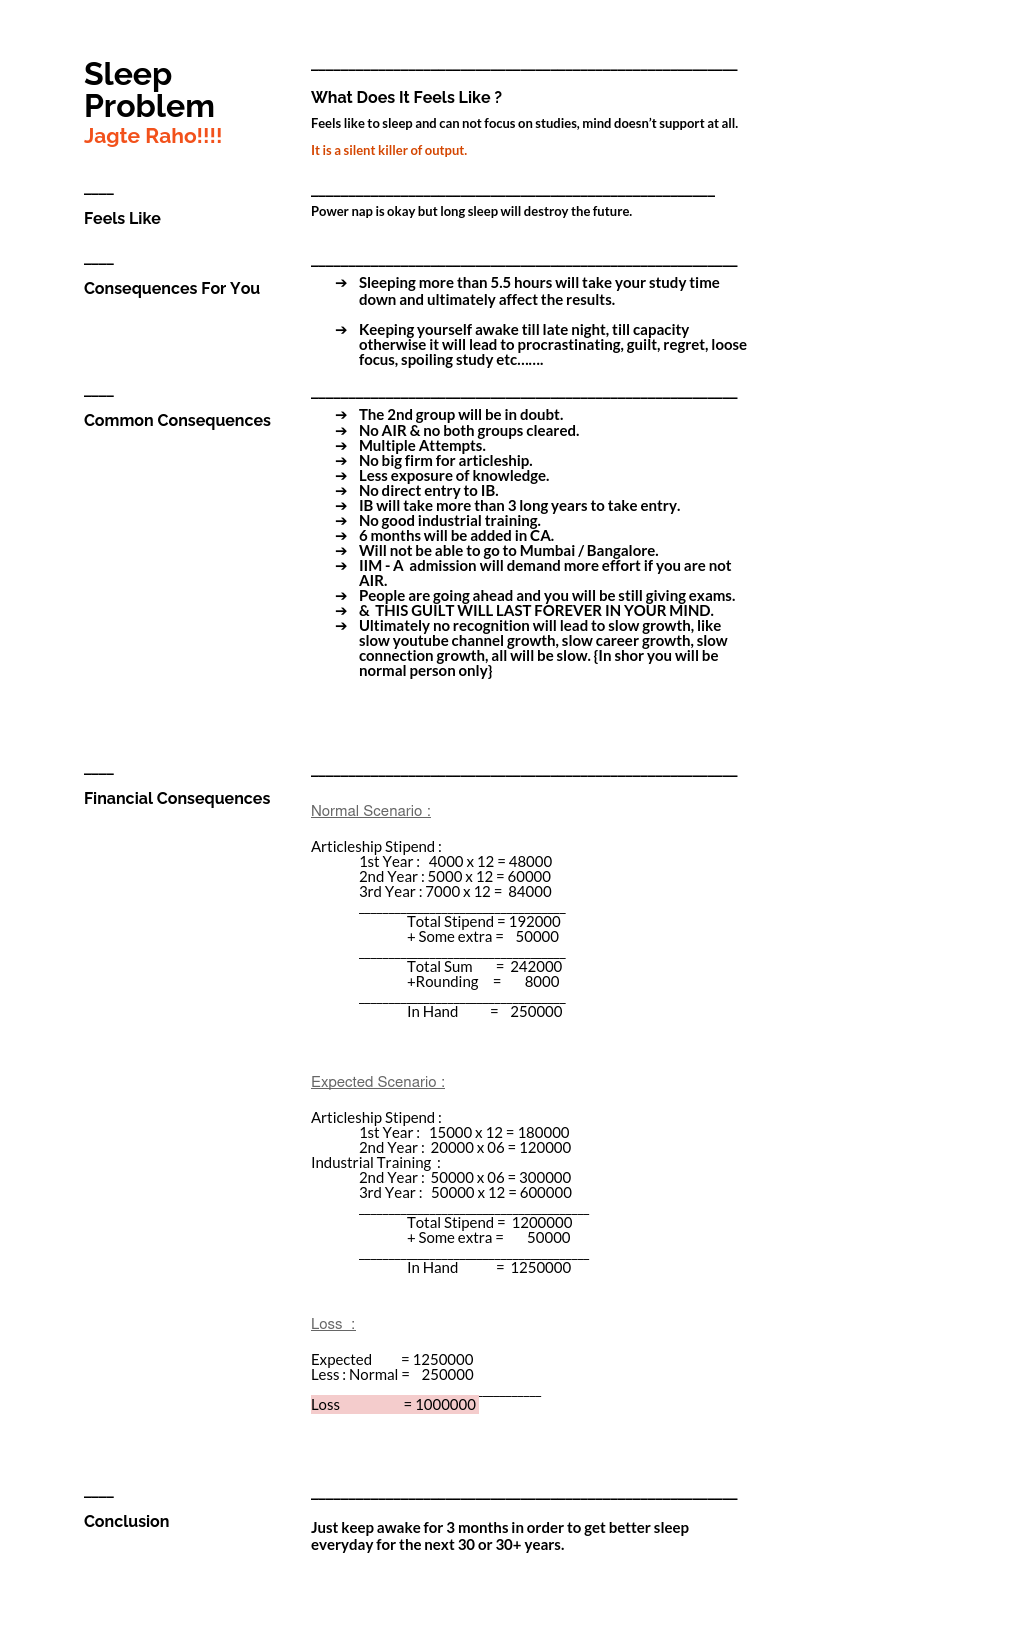 Sleep
Problem
Jagte Raho!!!!
What Does It Feels Like ?
Feels like to sleep and can not focus on studies, mind doesn't support at all.
It is a silent killer of output.
Feels Like
Power nap is okay but long sleep will destroy the future.
Consequences For You
➔ Sleeping more than 5.5 hours will take your study time
down and ultimately affect the results.
➔ Keeping yourself awake till late night, till capacity
otherwise it will lead to procrastinating, guilt, regret, loose
focus, spoiling study etc.......
Common Consequences
➔ The 2nd group will be in doubt.
➔ No AIR & no both groups cleared.
➔ Multiple Attempts.
➔ No big firm for articleship.
➔ Less exposure of knowledge.
➔ No direct entry to IB.
➔ IB will take more than 3 long years to take entry.
➔ No good industrial training.
➔ 6 months will be added in CA.
➔ Will not be able to go to Mumbai / Bangalore.
➔ IIM - A admission will demand more effort if you are not
AIR.
➔ People are going ahead and you will be still giving exams.
➔ & THIS GUILT WILL LAST FOREVER IN YOUR MIND.
➔ Ultimately no recognition will lead to slow growth, like
slow youtube channel growth, slow career growth, slow
connection growth, all will be slow. {In shor you will be
normal person only}
Financial Consequences
Normal Scenario :
Articleship Stipend :
1st Year : 4000 x 12 = 48000
2nd Year : 5000 x 12 = 60000
3rd Year : 7000 x 12 = 84000
Total Stipend = 192000
+ Some extra = 50000
Total Sum = 242000
+Rounding = 8000
In Hand = 250000
Expected Scenario :
Articleship Stipend :
1st Year : 15000 x 12 = 180000
2nd Year : 20000 x 06 = 120000
Industrial Training :
2nd Year : 50000 x 06 = 300000
3rd Year : 50000 x 12 = 600000
Total Stipend = 1200000
+ Some extra = 50000
In Hand = 1250000
Loss :
Expected = 1250000
Less : Normal = 250000
Loss = 1000000
Conclusion
Just keep awake for 3 months in order to get better sleep
everyday for the next 30 or 30+ years.